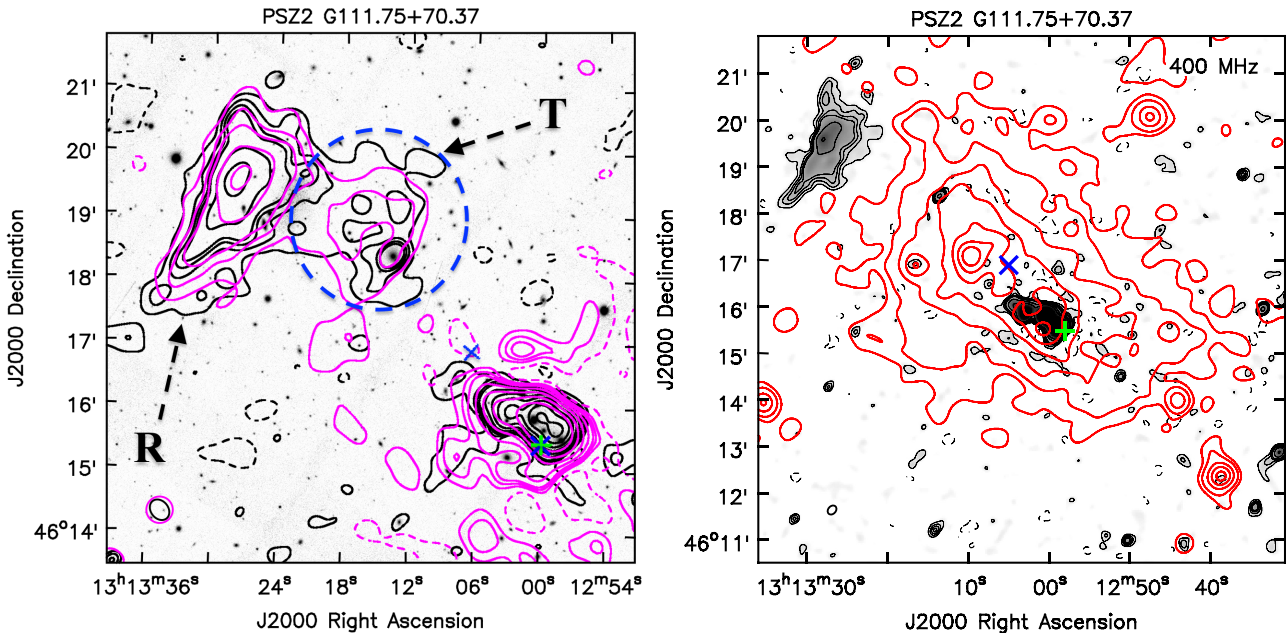 PSZ2 G111.75+70.37
21'
20'
19'
18'
17'
16'
15'
46°14'
J2000 Declination
T
R
13ʰ13ᵐ36ˢ
24ˢ
18ˢ
12ˢ
06ˢ
00ˢ
12ᵐ54ˢ
J2000 Right Ascension
PSZ2 G111.75+70.37
400 MHz
21'
20'
19'
18'
17'
16'
15'
14'
13'
12'
46°11'
J2000 Declination
13ʰ13ᵐ30ˢ
10ˢ
00ˢ
12ᵐ50ˢ
40ˢ
J2000 Right Ascension